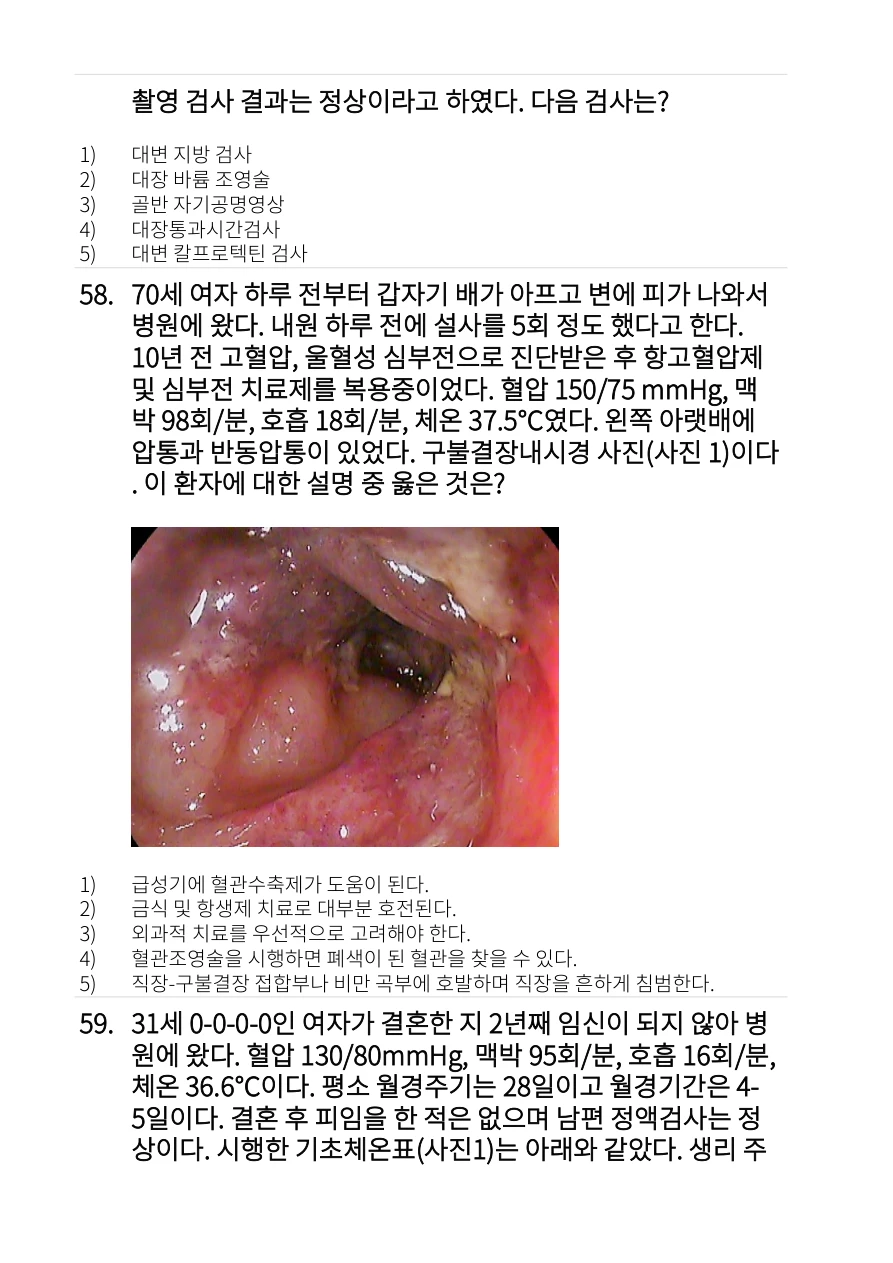 촬영 검사 결과는 정상이라고 하였다. 다음 검사는?
1) 대변 지방 검사
2) 대장 바륨 조영술
3) 골반 자기공명영상
4) 대장통과시간검사
5) 대변 칼프로텍틴 검사
58. 70세 여자 하루 전부터 갑자기 배가 아프고 변에 피가 나와서
병원에 왔다. 내원 하루 전에 설사를 5회 정도 했다고 한다.
10년 전 고혈압, 울혈성 심부전으로 진단받은 후 항고혈압제
및 심부전 치료제를 복용중이었다. 혈압 150/75 mmHg, 맥
박 98회/분, 호흡 18회/분, 체온 37.5℃였다. 왼쪽 아랫배에
압통과 반동압통이 있었다. 구불결장내시경 사진(사진 1)이다
. 이 환자에 대한 설명 중 옳은 것은?
1) 급성기에 혈관수축제가 도움이 된다.
2) 금식 및 항생제 치료로 대부분 호전된다.
3) 외과적 치료를 우선적으로 고려해야 한다.
4) 혈관조영술을 시행하면 폐색이 된 혈관을 찾을 수 있다.
5) 직장-구불결장 접합부나 비만 곡부에 호발하며 직장을 흔하게 침범한다.
59. 31세 0-0-0-0인 여자가 결혼한 지 2년째 임신이 되지 않아 병
원에 왔다. 혈압 130/80mmHg, 맥박 95회/분, 호흡 16회/분,
체온 36.6℃이다. 평소 월경주기는 28일이고 월경기간은 4-
5일이다. 결혼 후 피임을 한 적은 없으며 남편 정액검사는 정
상이다. 시행한 기초체온표(사진1)는 아래와 같았다. 생리 주